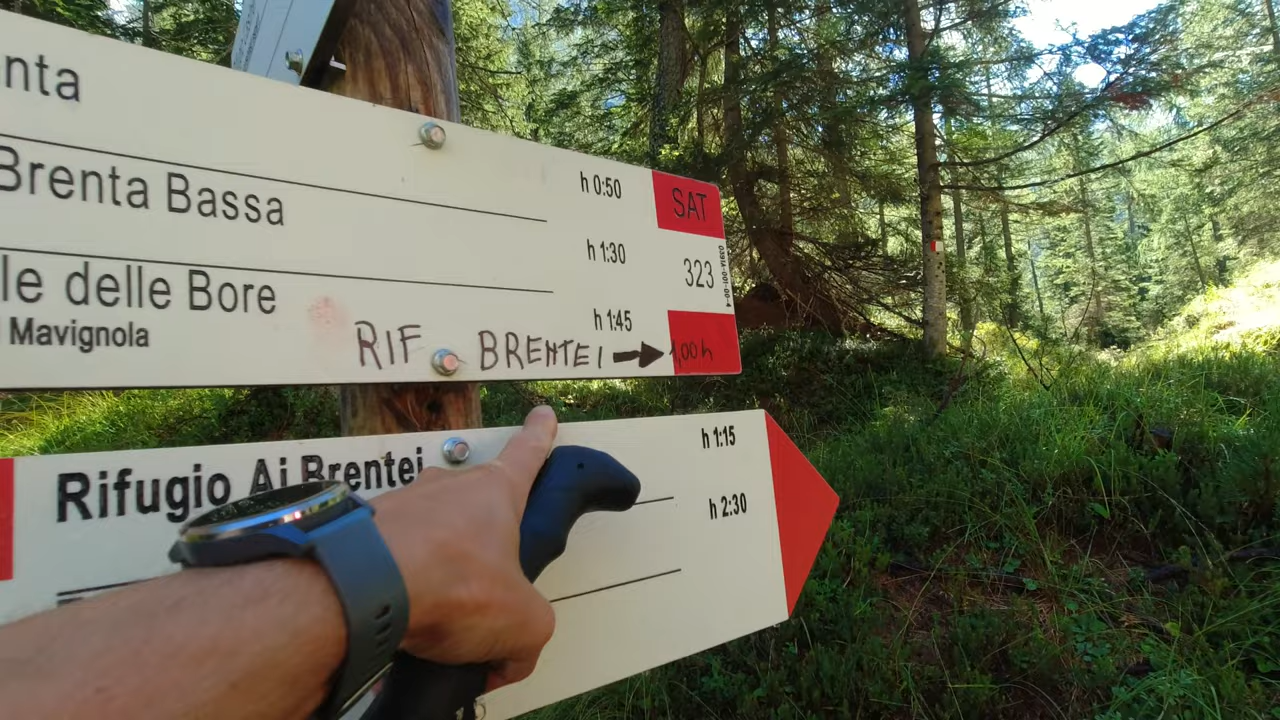 nta
Brenta Bassa h 0:50 SAT
h 1:30 323
le delle Bore
Mavignola h 1:45
RIF BRENTEI → 1,00 h
Rifugio Ai Brentei h 1:15
h 2:30